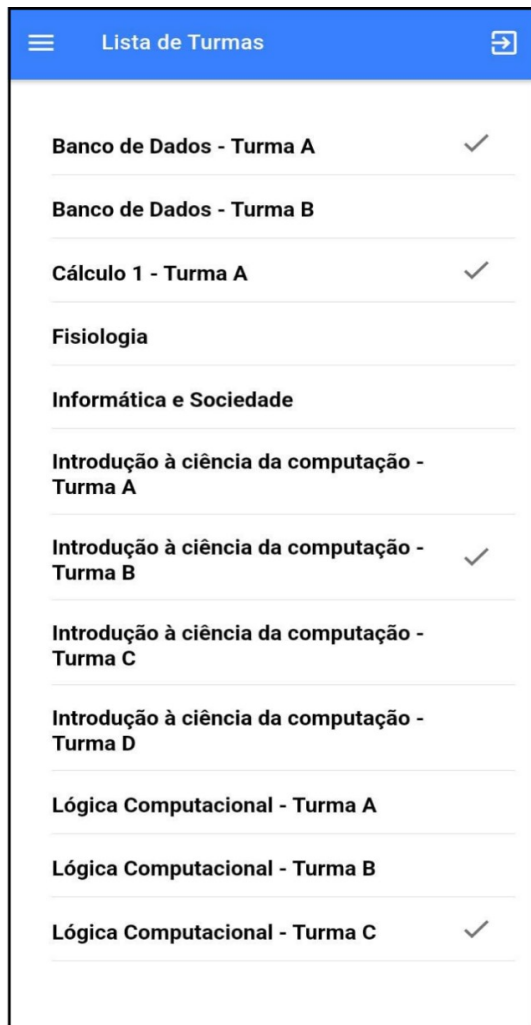 Lista de Turmas
Banco de Dados - Turma A
Banco de Dados - Turma B
Cálculo 1 - Turma A
Fisiologia
Informática e Sociedade
Introdução à ciência da computação -
Turma A
Introdução à ciência da computação -
Turma B
Introdução à ciência da computação -
Turma C
Introdução à ciência da computação -
Turma D
Lógica Computacional - Turma A
Lógica Computacional - Turma B
Lógica Computacional - Turma C